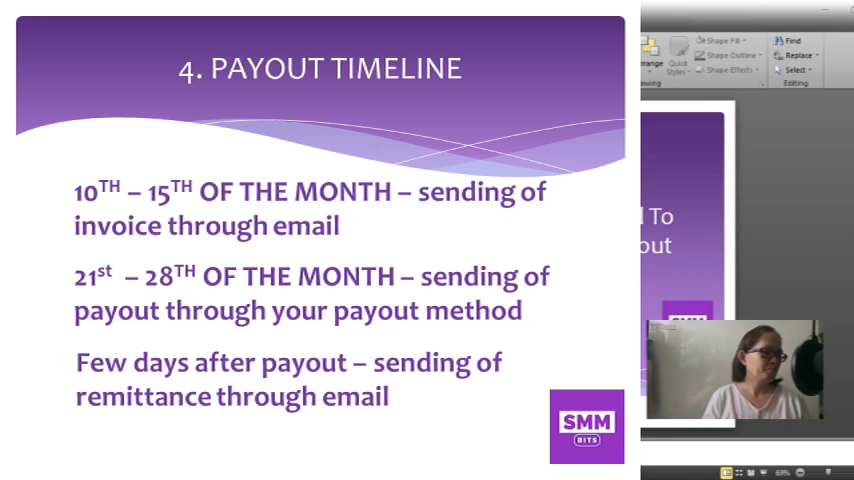 4. PAYOUT TIMELINE
10TH – 15TH OF THE MONTH – sending of
invoice through email
21st – 28TH OF THE MONTH – sending of
payout through your payout method
Few days after payout – sending of
remittance through email
SMM
BITS
Shape Fill
Find
Shape Outline
Replace
Quick
Styles
Shape Effects
Select
Editing
To
out
69%